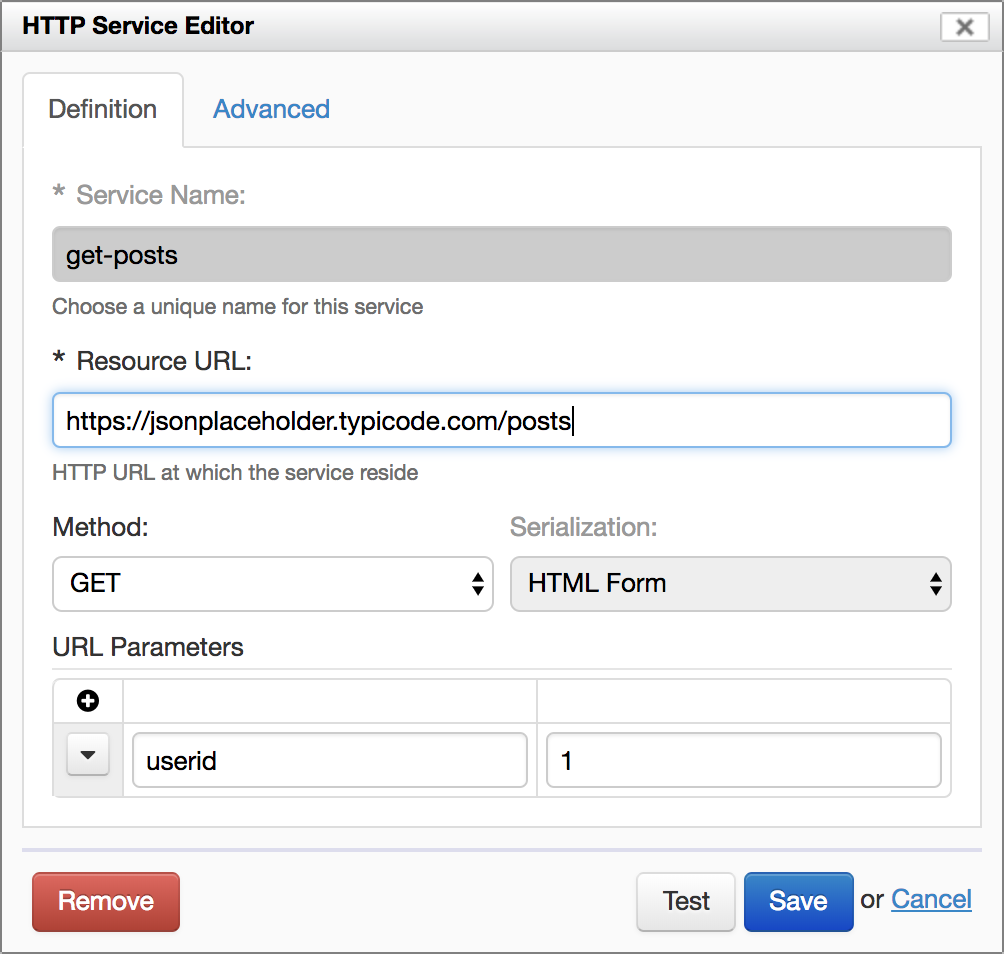 HTTP Service Editor
Definition Advanced
* Service Name:
get-posts
Choose a unique name for this service
* Resource URL:
https://jsonplaceholder.typicode.com/posts
HTTP URL at which the service reside
Method: Serialization:
GET HTML Form
URL Parameters
userid 1
Remove Test Save or Cancel